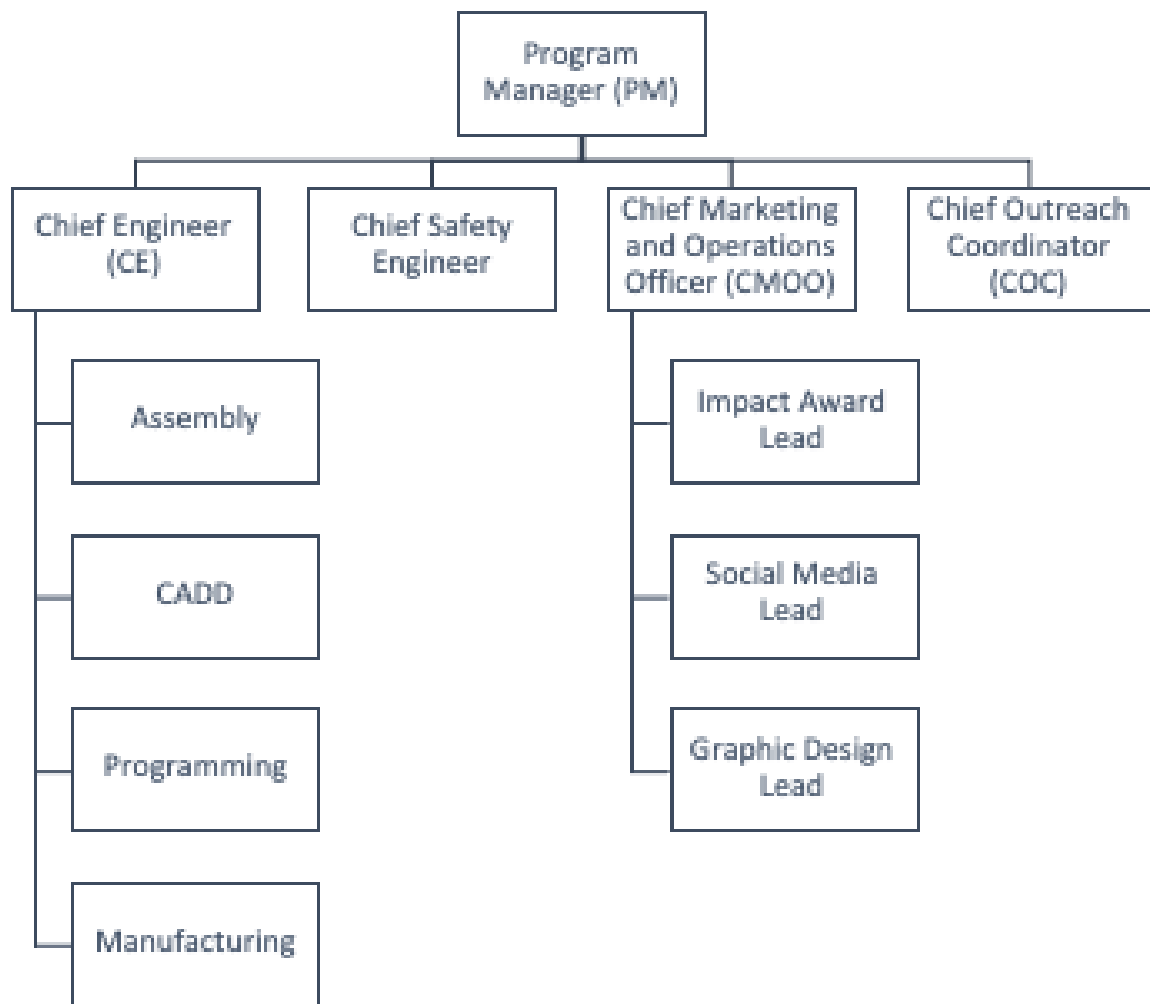 Program
Manager (PM)
Chief Engineer
(CE)
Chief Safety
Engineer
Chief Marketing
and Operations
Officer (CMOO)
Chief Outreach
Coordinator
(COC)
Assembly
CADD
Programming
Manufacturing
Impact Award
Lead
Social Media
Lead
Graphic Design
Lead